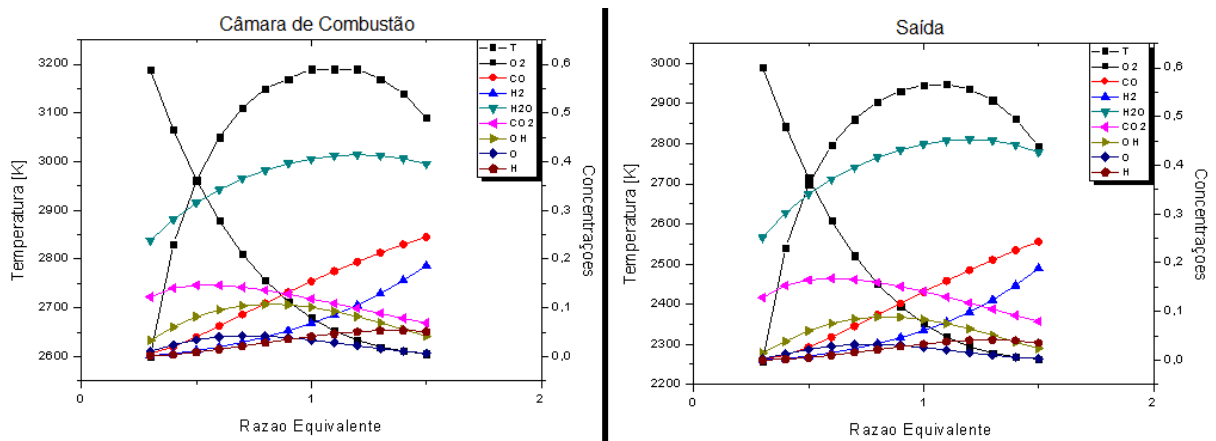 Câmara de Combustão
Temperatura [K]
3200
3100
3000
2900
2800
2700
2600
0
1
2
Razao Equivalente
0,6
0,5
0,4
0,3
0,2
0,1
0,0
Concentraçoes
T
O2
CO
H2
H2O
CO2
OH
O
H
Saída
Temperatura [K]
3000
2900
2800
2700
2600
2500
2400
2300
2200
0
1
2
Razao Equivalente
0,6
0,5
0,4
0,3
0,2
0,1
0,0
Concentraçoes
T
O2
CO
H2
H2O
CO2
OH
O
H